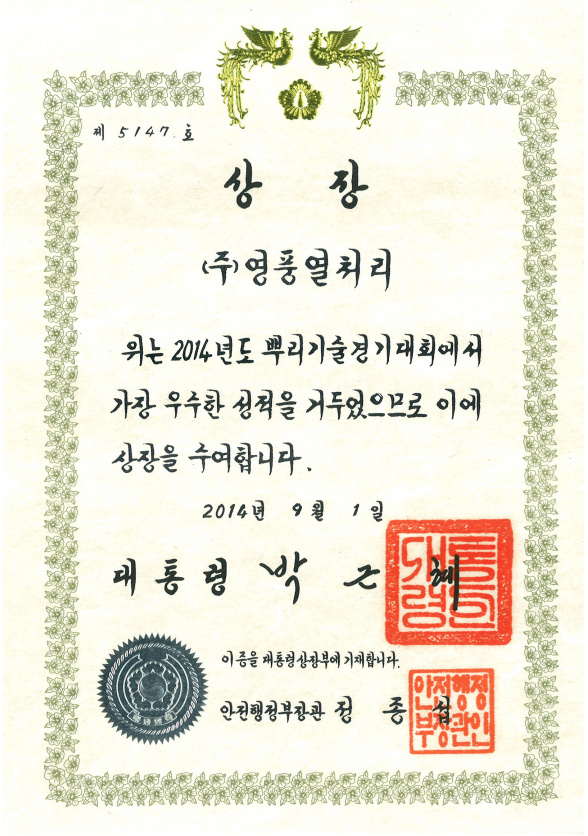 제 5147 호
상 장
(주)영풍열처리
위는 2014년도 뿌리기술경기대회에서
가장 우수한 성적을 거두었으므로 이에
상장을 수여합니다.
2014년 9월 1일
대통령 박근혜
대통령인
이 증을 대통령상장부에 기재합니다.
안전행정부장관 정종섭
안전행정
부장관인